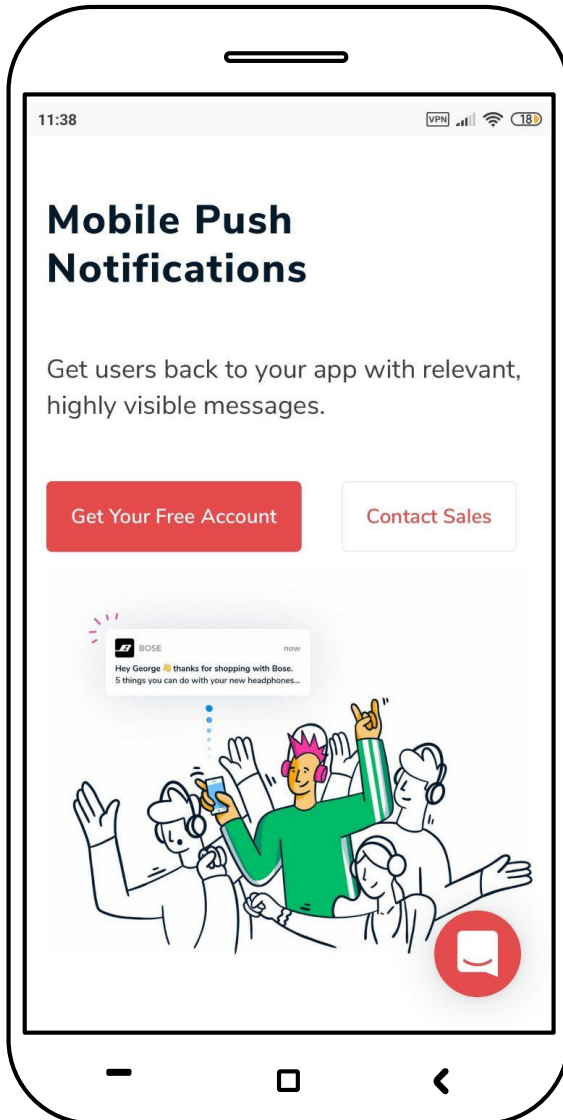 11:38
VPN
18
Mobile Push
Notifications
Get users back to your app with relevant,
highly visible messages.
Get Your Free Account
Contact Sales
BOSE
now
Hey George 👋 thanks for shopping with Bose.
5 things you can do with your new headphones...